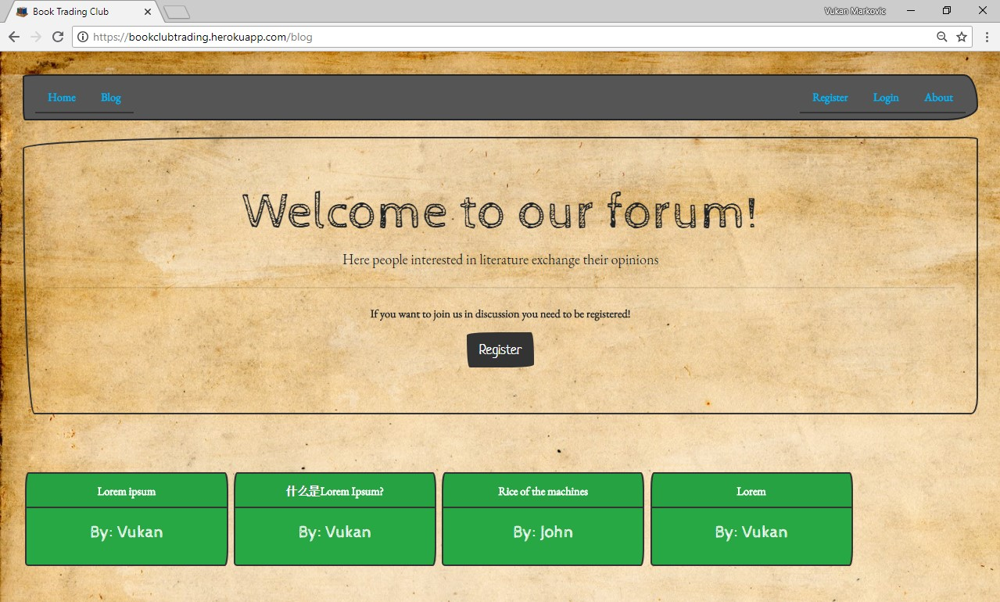 Book Trading Club
Vukan Markovic
https://bookclubtrading.herokuapp.com/blog
Home Blog Register Login About
Welcome to our forum!
Here people interested in literature exchange their opinions
If you want to join us in discussion you need to be registered!
Register
Lorem ipsum
By: Vukan
什么是Lorem Ipsum?
By: Vukan
Rice of the machines
By: John
Lorem
By: Vukan